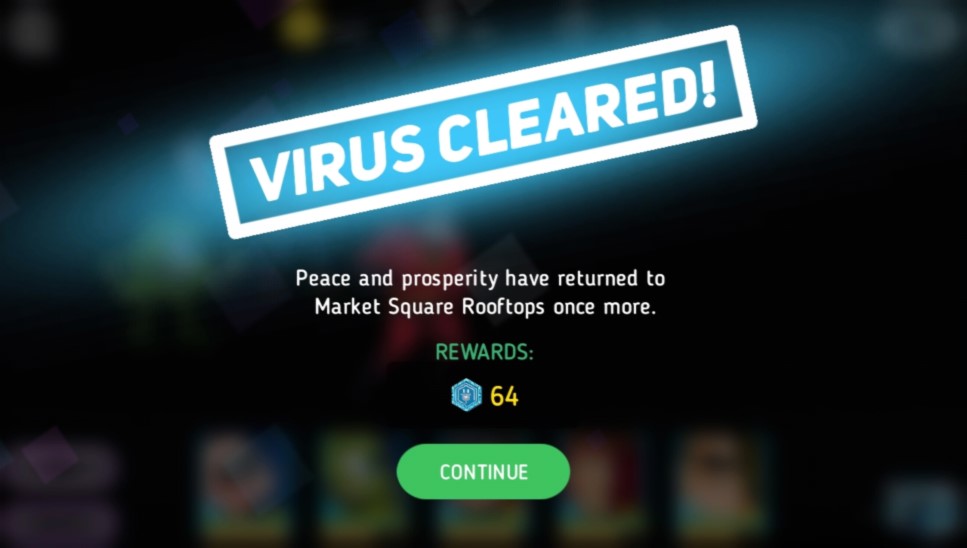 VIRUS CLEARED!
Peace and prosperity have returned to
Market Square Rooftops once more.
REWARDS:
64
CONTINUE